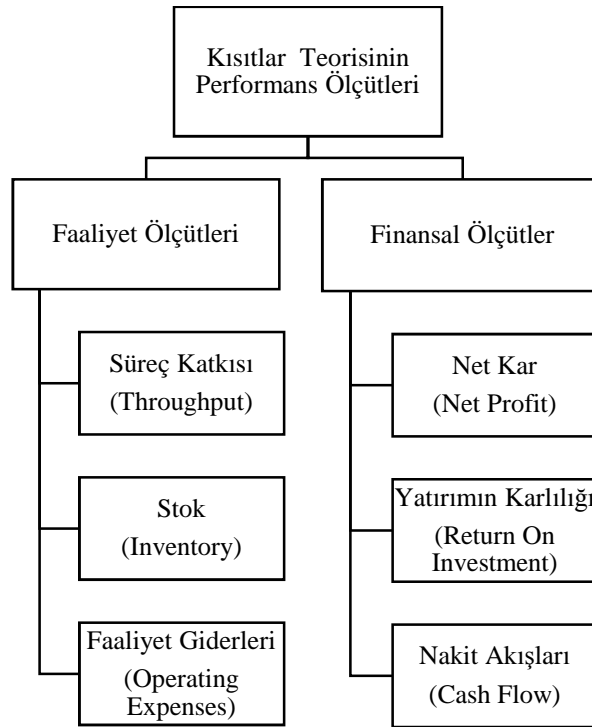 Kısıtlar Teorisinin
Performans Ölçütleri
Faaliyet Ölçütleri
Süreç Katkısı
(Throughput)
Stok
(Inventory)
Faaliyet Giderleri
(Operating
Expenses)
Finansal Ölçütler
Net Kar
(Net Profit)
Yatırımın Karlılığı
(Return On
Investment)
Nakit Akışları
(Cash Flow)